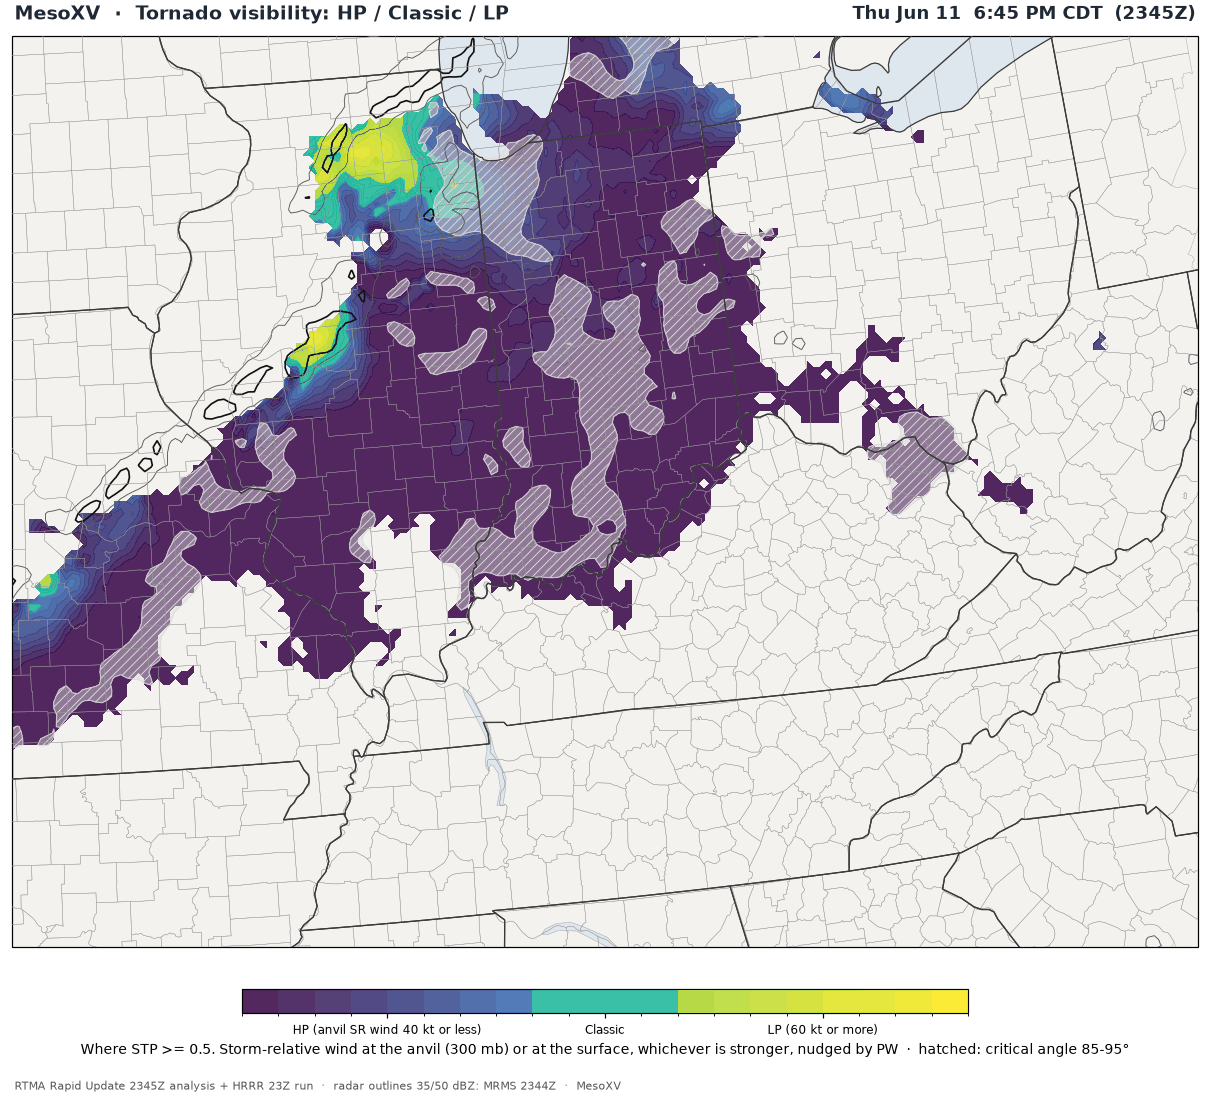 MesoXV · Tornado visibility: HP / Classic / LP
Thu Jun 11 6:45 PM CDT (2345Z)
HP (anvil SR wind 40 kt or less)
Classic
LP (60 kt or more)
Where STP >= 0.5. Storm-relative wind at the anvil (300 mb) or at the surface, whichever is stronger, nudged by PW · hatched: critical angle 85-95°
RTMA Rapid Update 2345Z analysis + HRRR 23Z run · radar outlines 35/50 dBZ: MRMS 2344Z · MesoXV